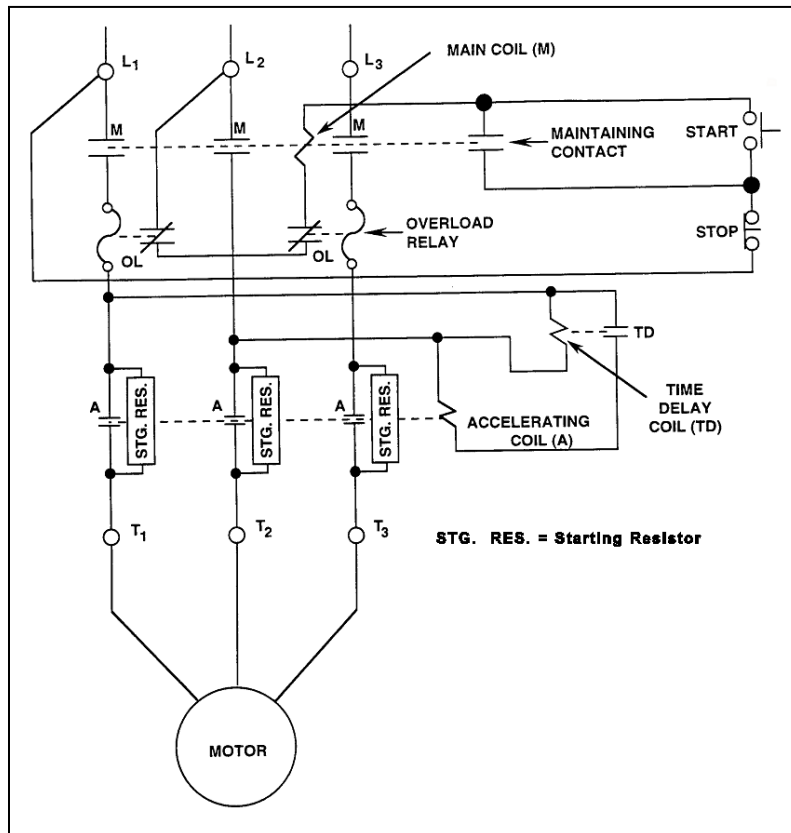 L1
L2
L3
MAIN COIL (M)
M
M
M
MAINTAINING
CONTACT
START
OVERLOAD
RELAY
STOP
OL
OL
TD
A
STG. RES.
A
STG. RES.
A
STG. RES.
ACCELERATING
COIL (A)
TIME
DELAY
COIL (TD)
T1
T2
T3
STG. RES. = Starting Resistor
MOTOR